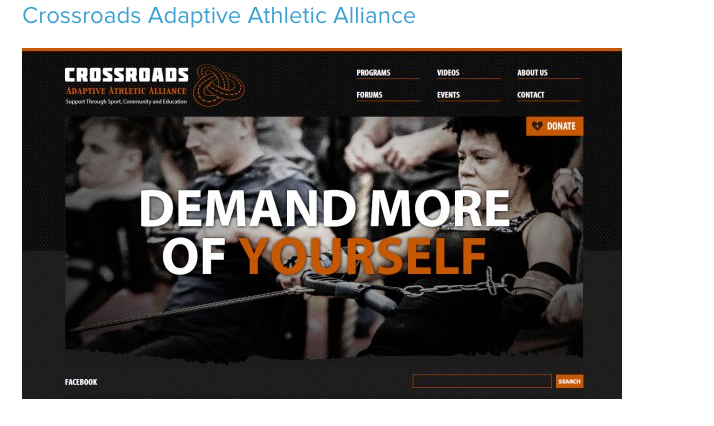 Crossroads Adaptive Athletic Alliance
CROSSROADS
ADAPTIVE ATHLETIC ALLIANCE
Support Through Sport, Community and Education
PROGRAMS VIDEOS ABOUT US
FORUMS EVENTS CONTACT
DONATE
DEMAND MORE
OF YOURSELF
FACEBOOK
SEARCH